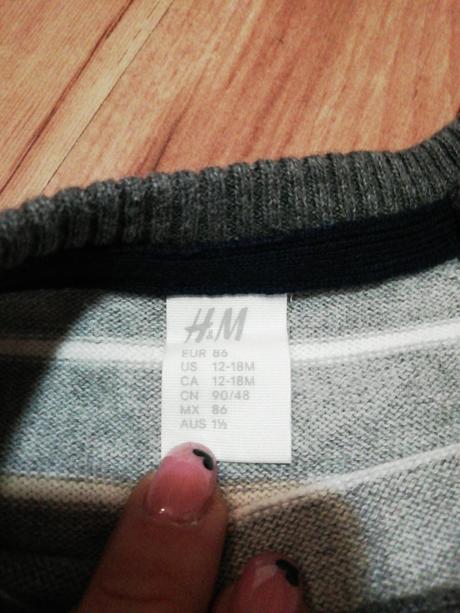 H&M
EUR 86
US 12-18M
CA 12-18M
CN 90/48
MX 86
AUS 1½